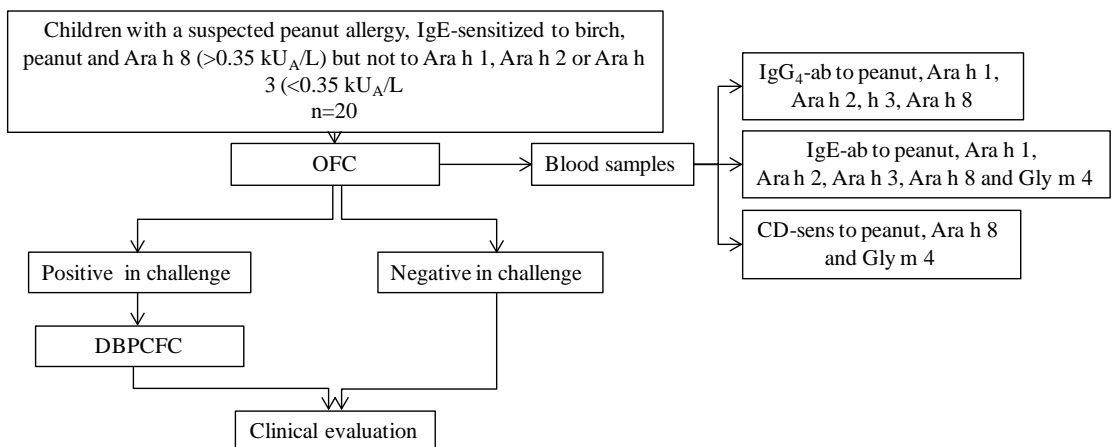 Children with a suspected peanut allergy, IgE-sensitized to birch,
peanut and Ara h 8 (>0.35 kU_A/L) but not to Ara h 1, Ara h 2 or Ara h
3 (<0.35 kU_A/L
n=20
OFC
Blood samples
IgG₄-ab to peanut, Ara h 1,
Ara h 2, h 3, Ara h 8
IgE-ab to peanut, Ara h 1,
Ara h 2, Ara h 3, Ara h 8 and Gly m 4
CD-sens to peanut, Ara h 8
and Gly m 4
Positive in challenge
Negative in challenge
DBPCFC
Clinical evaluation